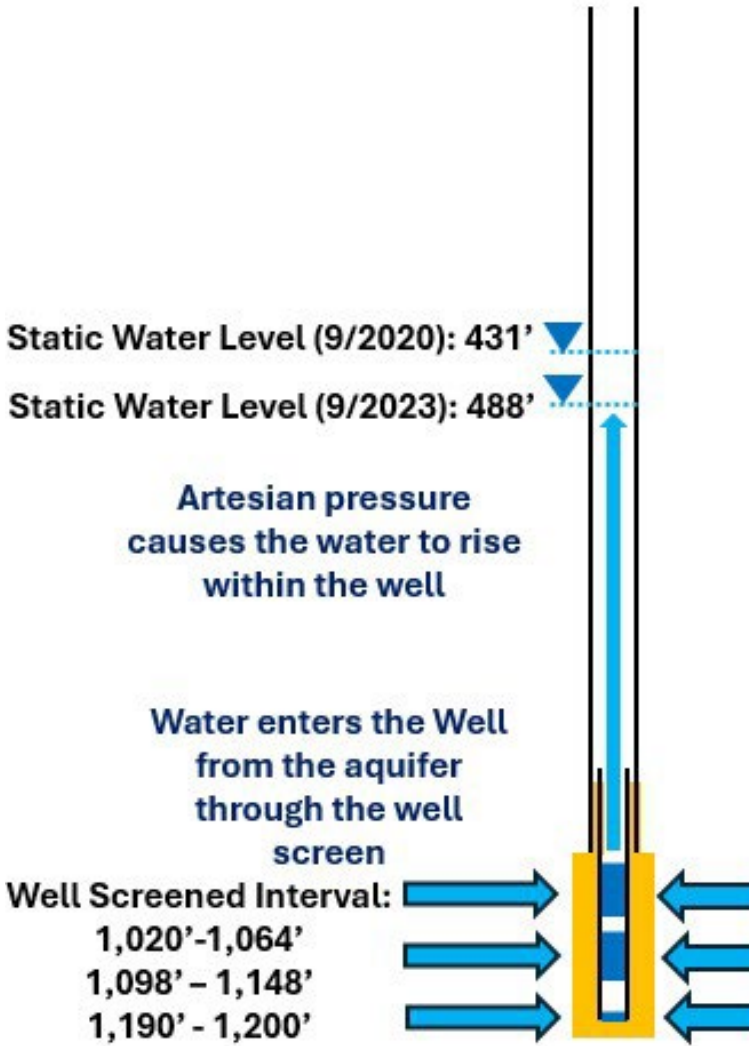 Static Water Level (9/2020): 431’
Static Water Level (9/2023): 488’
Artesian pressure
causes the water to rise
within the well
Water enters the Well
from the aquifer
through the well
screen
Well Screened Interval:
1,020’-1,064’
1,098’ – 1,148’
1,190’ - 1,200’